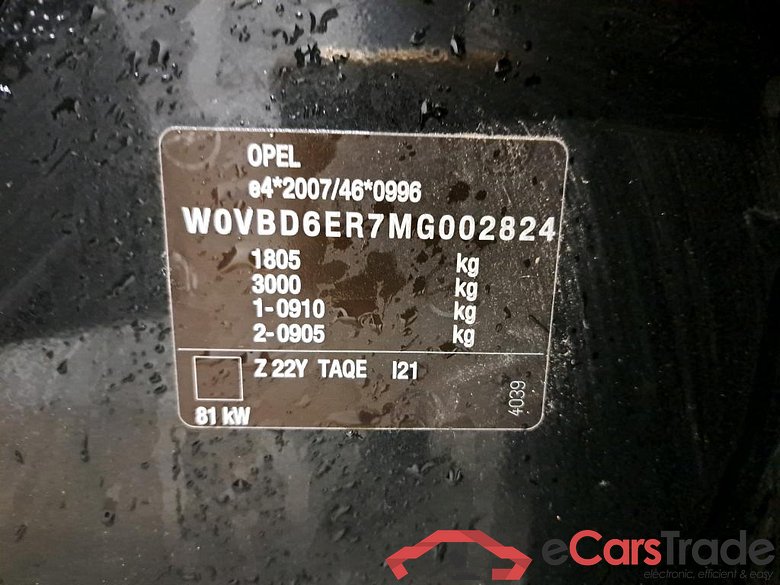 OPEL
e4*2007/46*0996
W0VBD6ER7MG002824
1805 kg
3000 kg
1-0910 kg
2-0905 kg
Z 22Y TAQE I21
81 kW
4039
eCarsTrade
electronic, efficient & easy